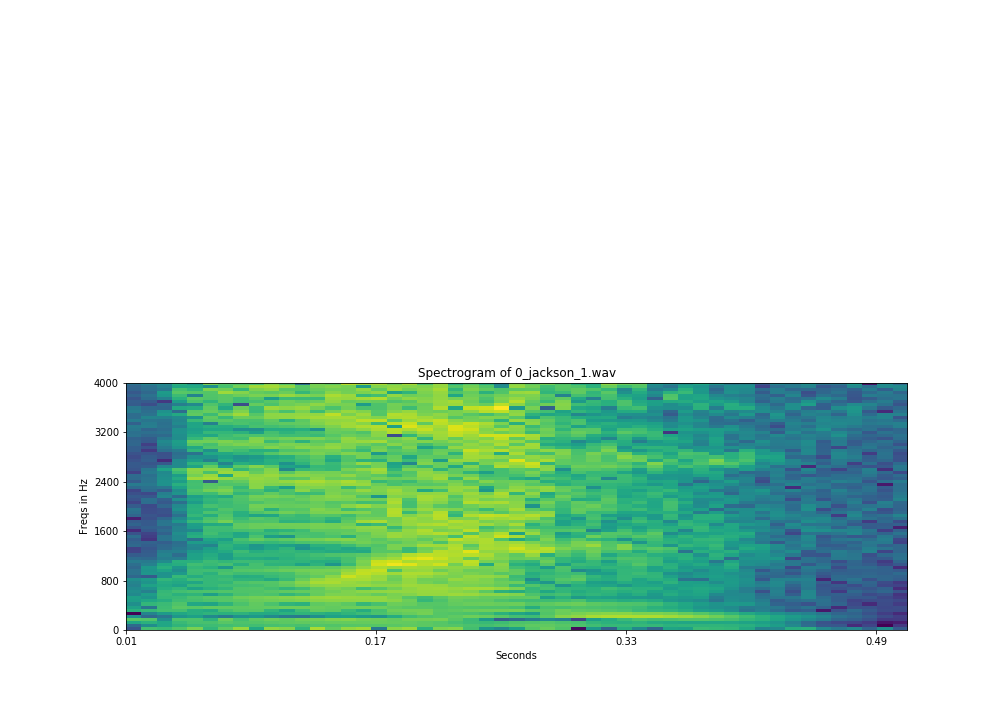 Spectrogram of 0_jackson_1.wav
4000
3200
2400
1600
800
0
Freqs in Hz
0.01 0.17 0.33 0.49
Seconds